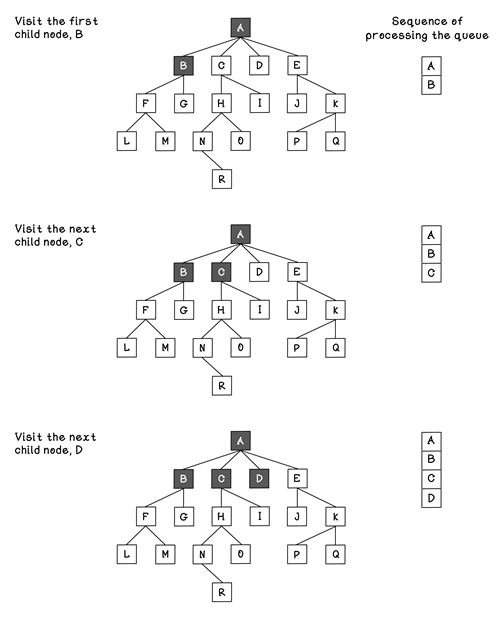 Visit the first
child node, B
Sequence of
processing the queue
A
B C D E
F G H I J K
L M N O P Q
R
A
B
Visit the next
child node, C
A
B C D E
F G H I J K
L M N O P Q
R
A
B
C
Visit the next
child node, D
A
B C D E
F G H I J K
L M N O P Q
R
A
B
C
D